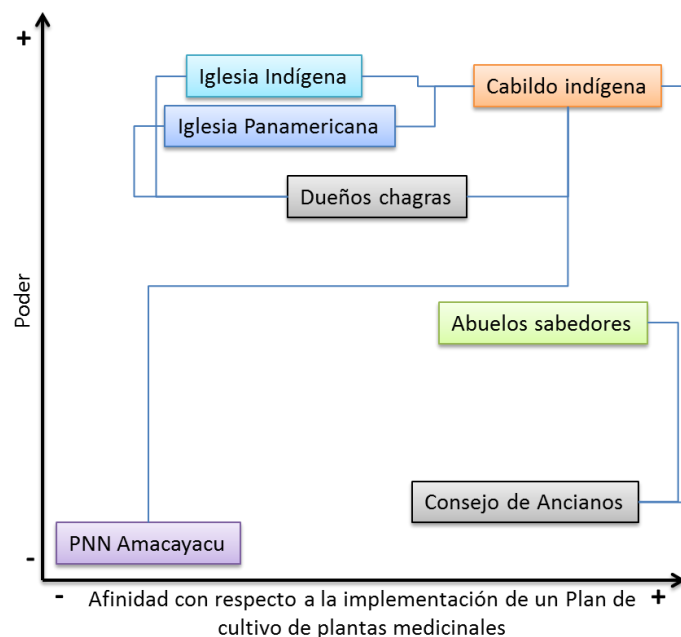 +
Iglesia Indígena
Cabildo indígena
Iglesia Panamericana
Dueños chagras
Poder
Abuelos sabedores
Consejo de Ancianos
PNN Amacayacu
-
- Afinidad con respecto a la implementación de un Plan de +
cultivo de plantas medicinales